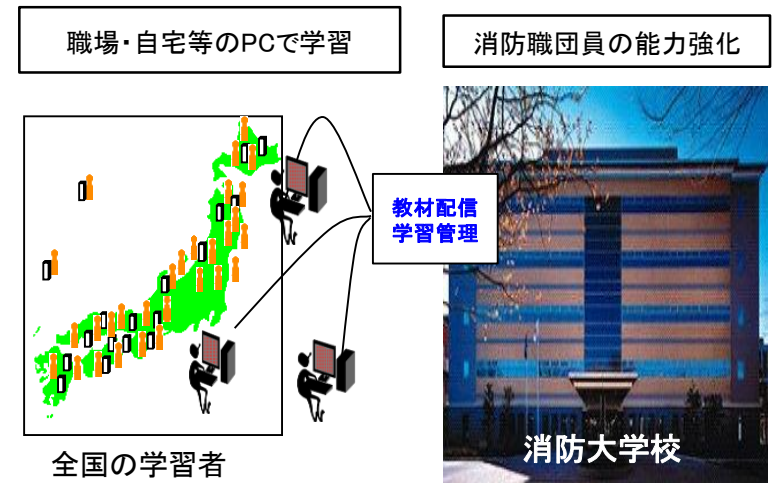 職場・自宅等のPCで学習
消防職団員の能力強化
教材配信
学習管理
全国の学習者
消防大学校